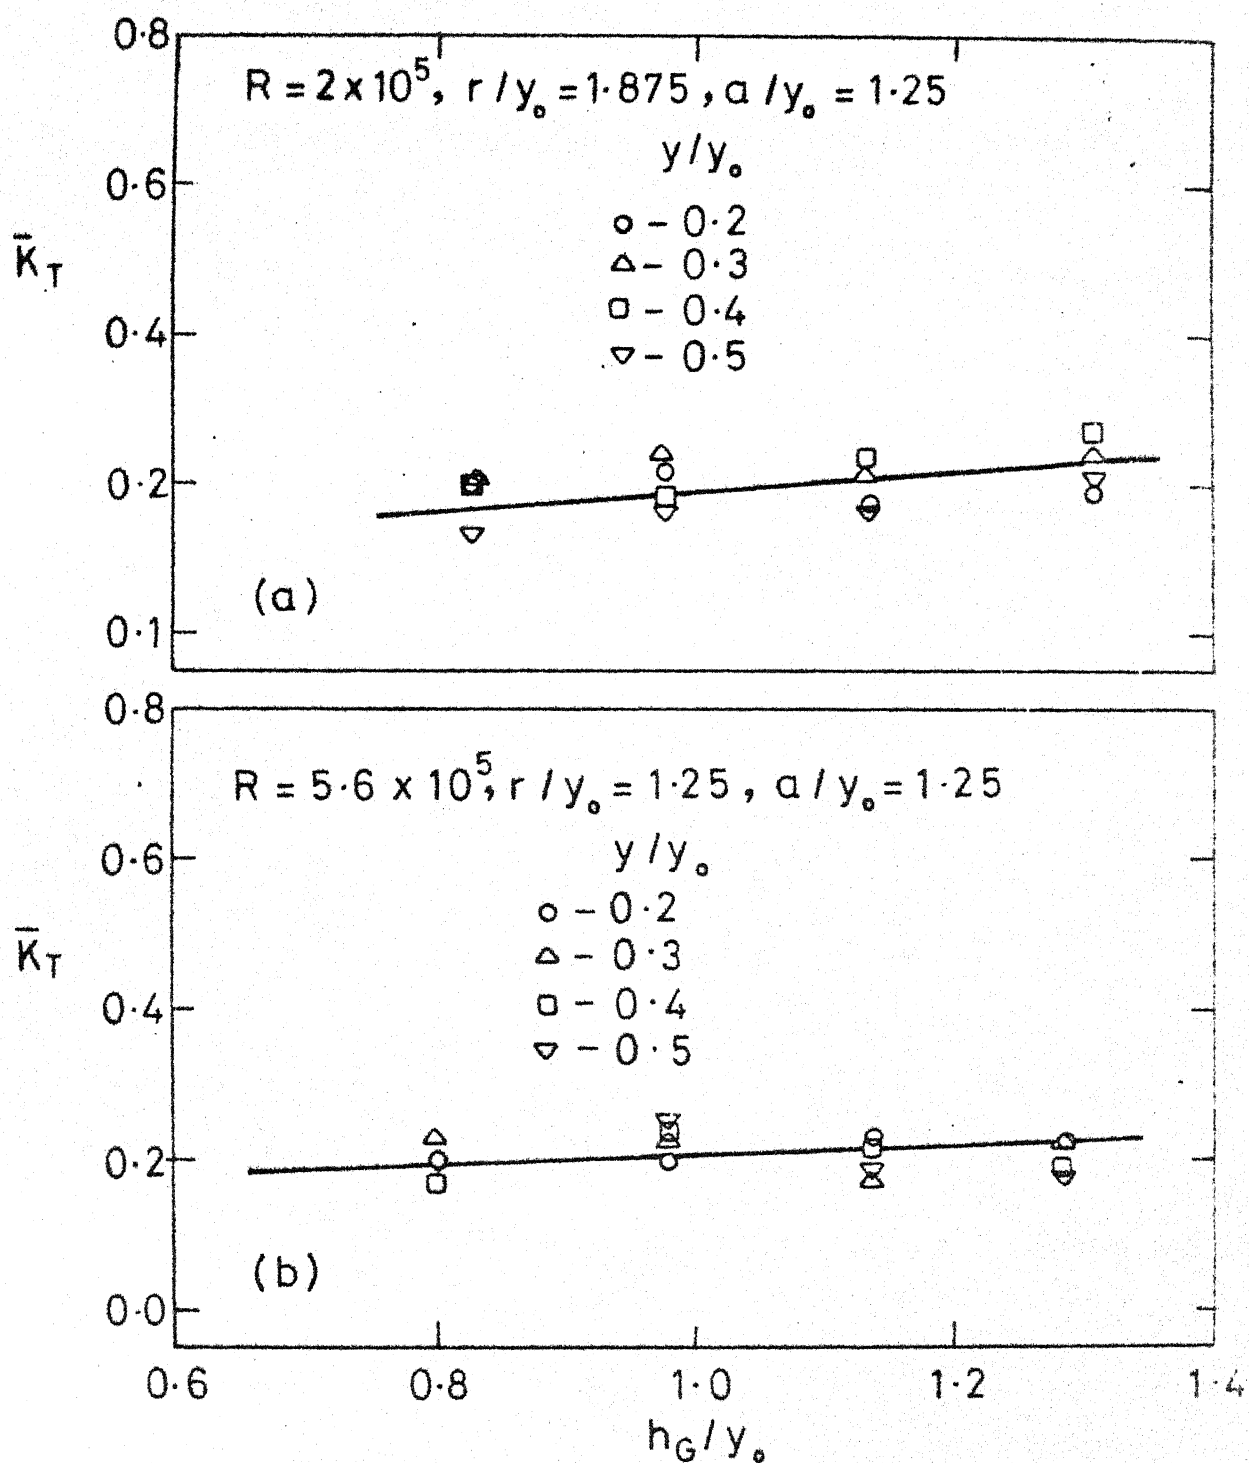 0.8
R = 2 x 10⁵, r/y₀ = 1.875, a/y₀ = 1.25
y/y₀
0.6
○ - 0.2
K̄_T
△ - 0.3
□ - 0.4
0.4
▽ - 0.5
0.2
(a)
0.1
0.8
R = 5.6 x 10⁵, r/y₀ = 1.25, a/y₀ = 1.25
y/y₀
0.6
○ - 0.2
K̄_T
△ - 0.3
□ - 0.4
0.4
▽ - 0.5
0.2
(b)
0.0
0.6 0.8 1.0 1.2 1.4
h_G/y₀